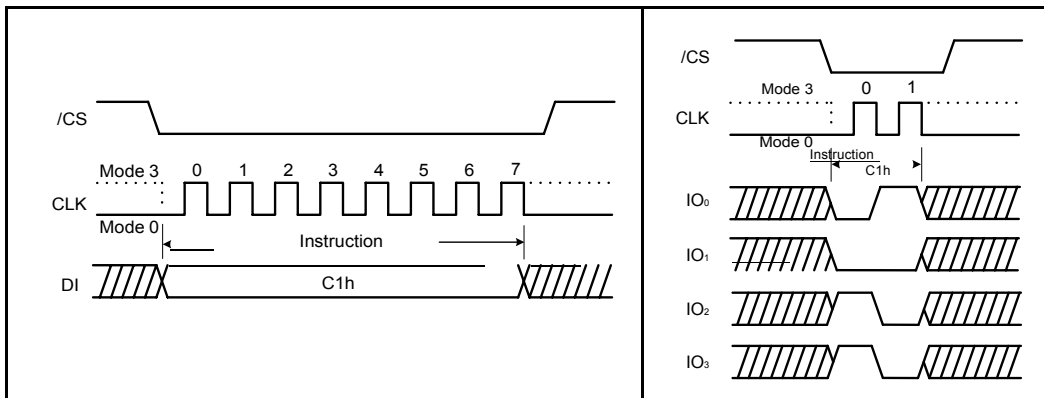 /CS
Mode 3 0 1 2 3 4 5 6 7
CLK
Mode 0
Instruction
DI
C1h
/CS
Mode 3 0 1
CLK
Mode 0
Instruction
C1h
IO₀
IO₁
IO₂
IO₃